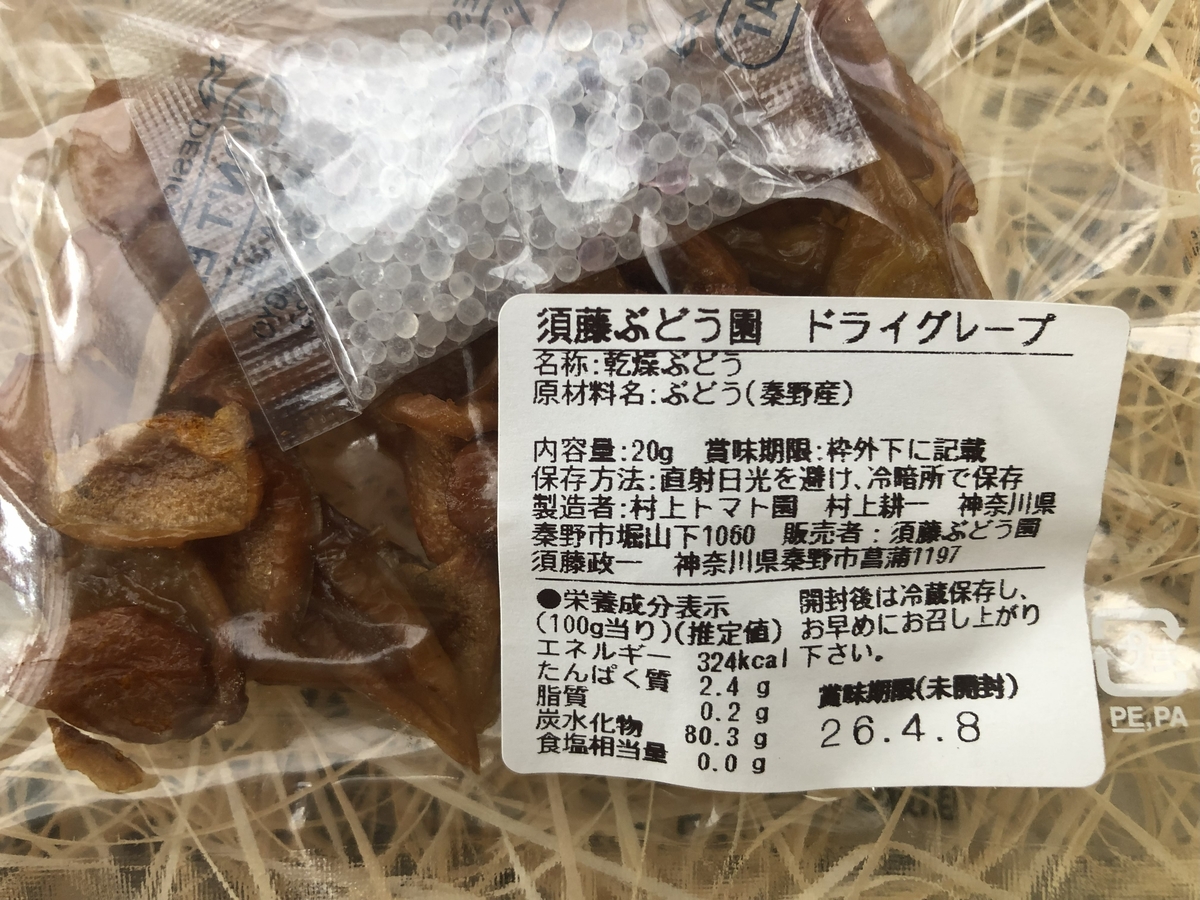 須藤ぶどう園 ドライグレープ
名称:乾燥ぶどう
原材料名:ぶどう(秦野産)
内容量:20g 賞味期限:枠外下に記載
保存方法:直射日光を避け、冷暗所で保存
製造者:村上トマト園 村上耕一 神奈川県
秦野市堀山下1060 販売者:須藤ぶどう園
須藤政一 神奈川県秦野市菖蒲1197
●栄養成分表示
(100g当り)(推定値)
エネルギー 324kcal
たんぱく質 2.4 g
脂質 0.2 g
炭水化物 80.3 g
食塩相当量 0.0 g
開封後は冷蔵保存し、
お早めにお召し上がり
下さい。
賞味期限(未開封)
26.4.8
PE,PA